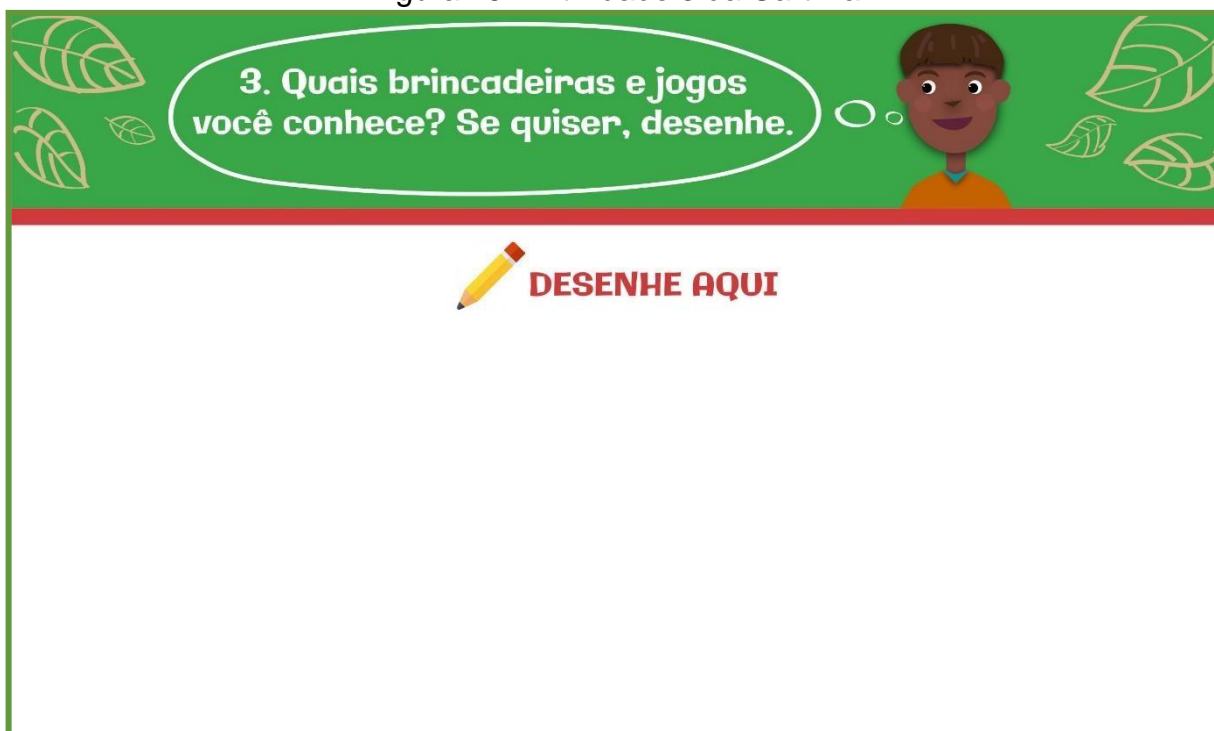 3. Quais brincadeiras e jogos
você conhece? Se quiser, desenhe.
DESENHE AQUI